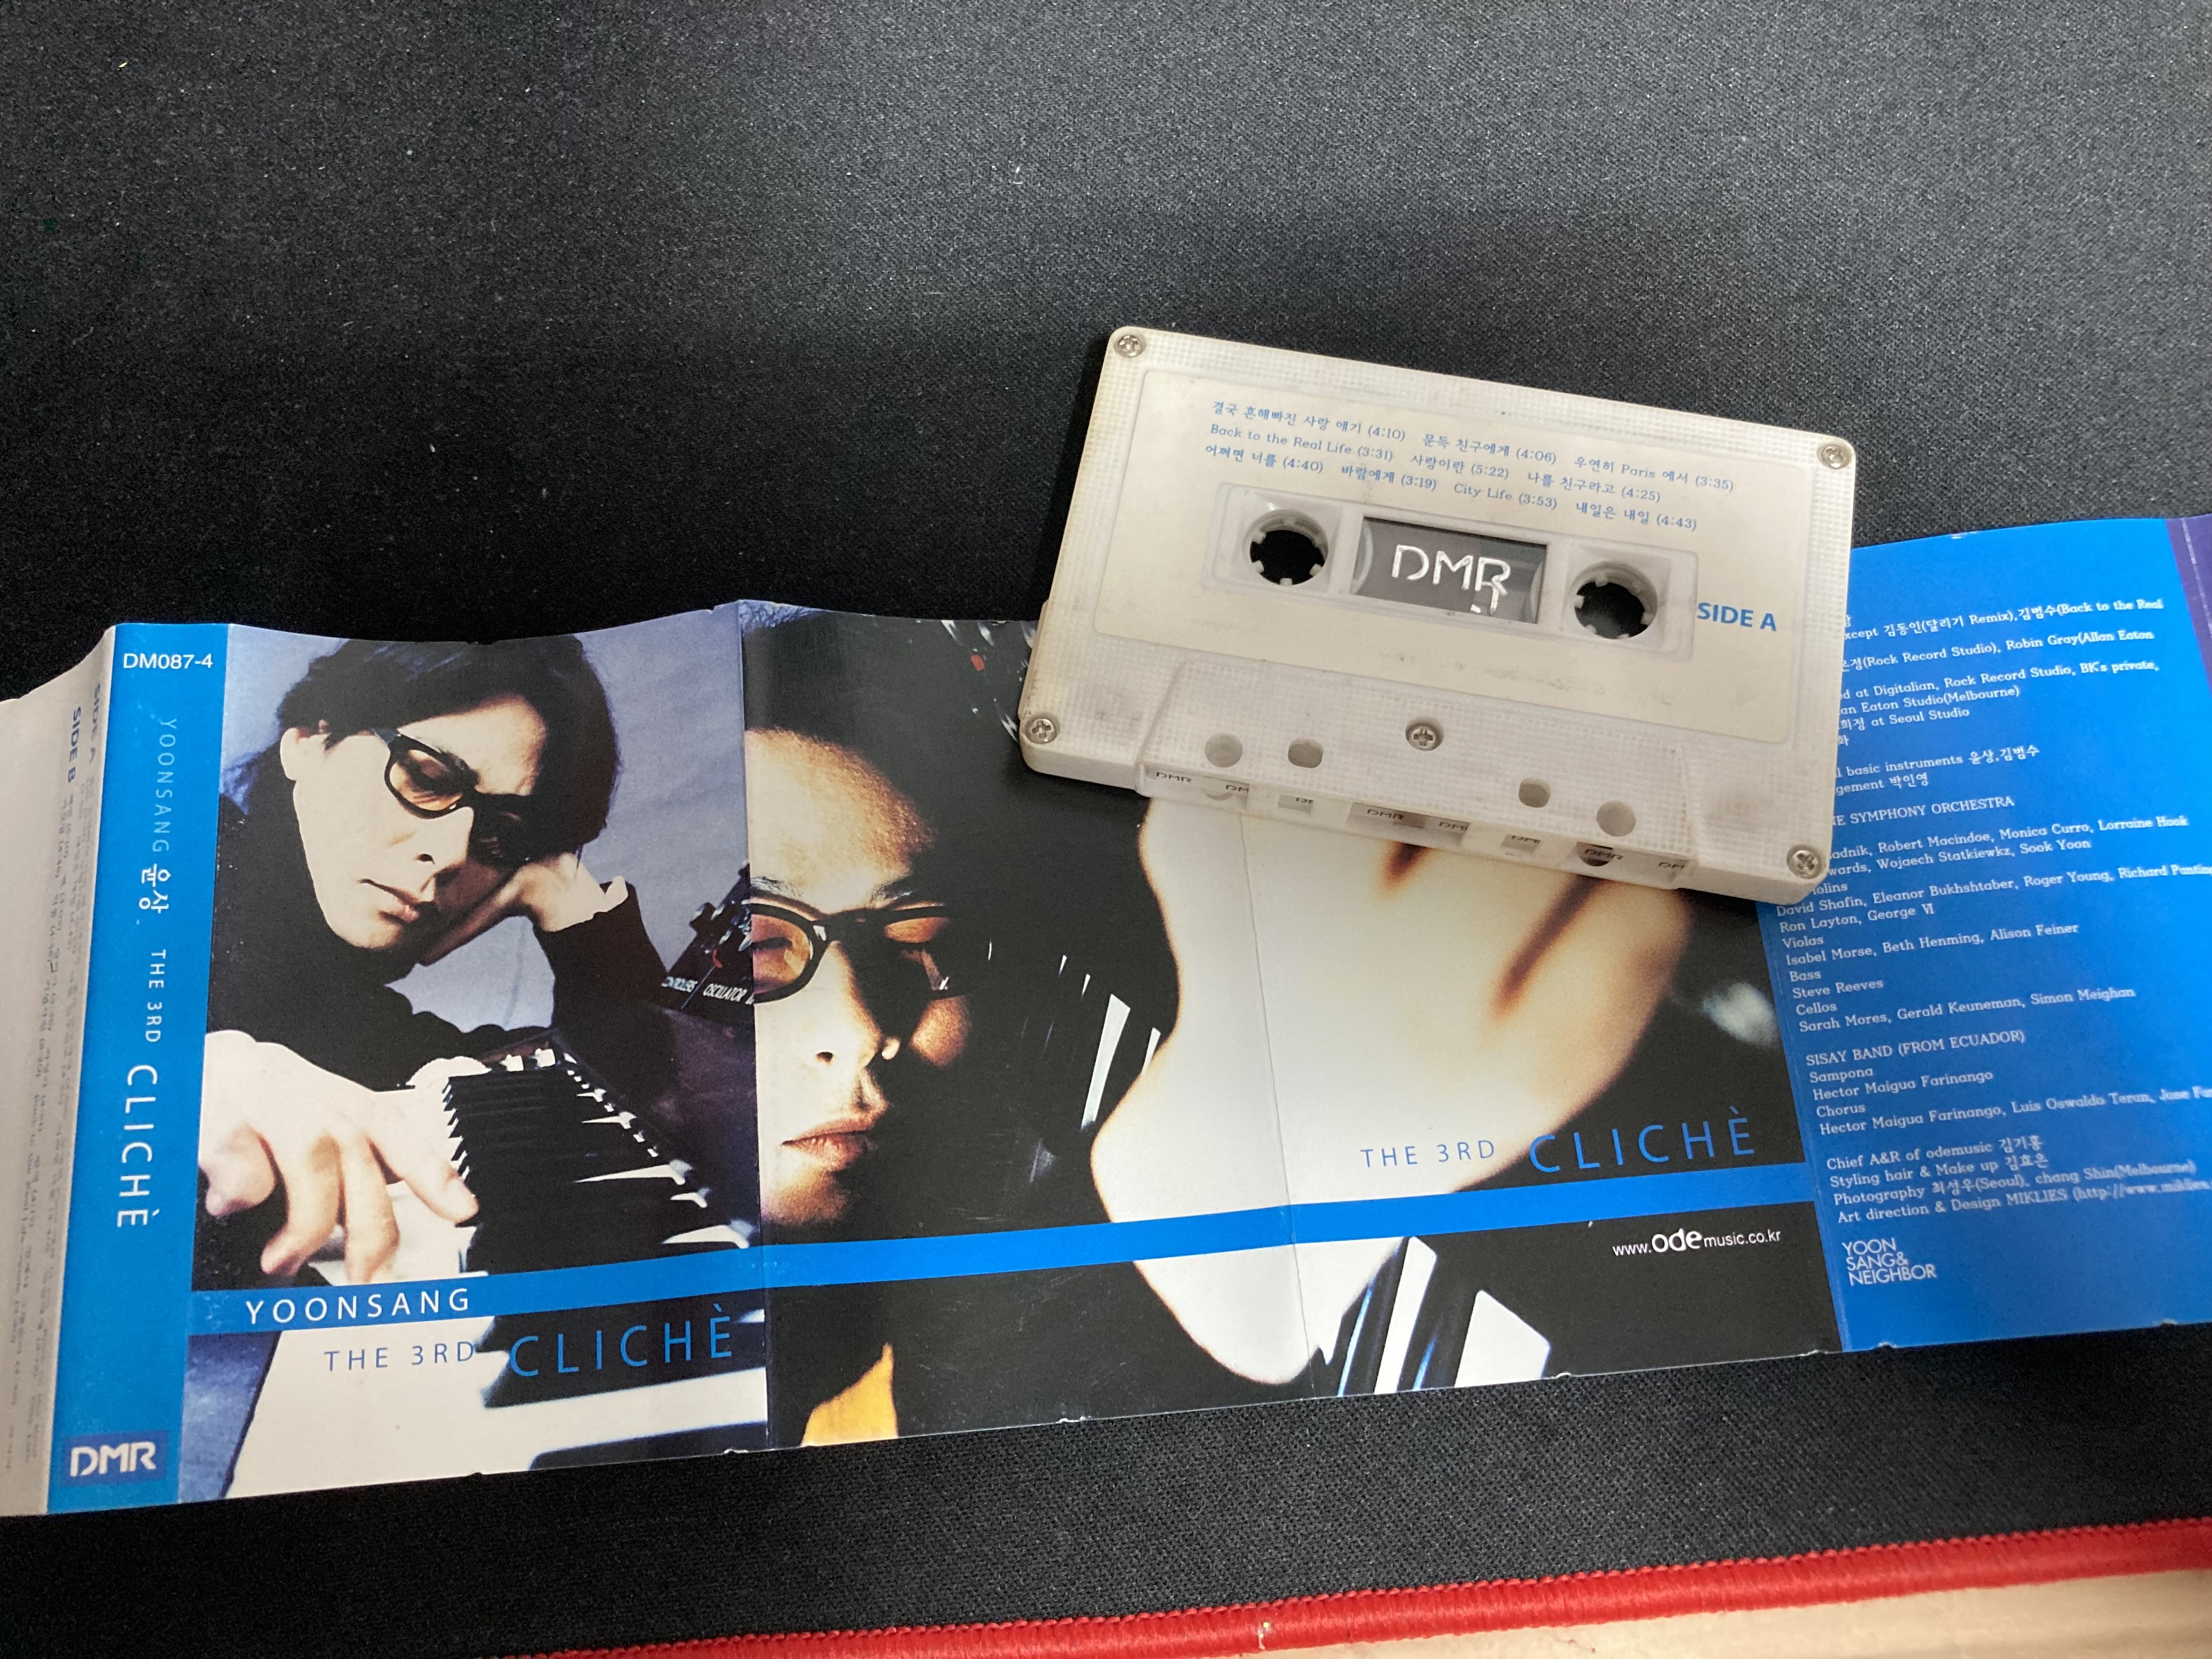 결국 흔해빠진 사랑 얘기 (4:10) 문득 친구에게 (4:06) 우연히 Paris 에서 (3:35)
Back to the Real Life (3:31) 사랑이란 (5:22) 나를 친구라고 (4:25)
어쩌면 너를 (4:40) 바람에게 (3:19) City Life (3:53) 내일은 내일 (4:43)
DMR
SIDE A
DMR
DMR
DMR
SIDE A
SIDE B
DM087-4
YOONSANG 윤상 THE 3RD CLICHÈ
DMR
OSCILLATOR
YOONSANG
THE 3RD CLICHÈ
THE 3RD CLICHÈ
www.odemusic.co.kr
김동인(달리기 Remix),김범수(Back to the Real
(Rock Record Studio), Robin Gray(Allan Eaton
at Digitalian, Rock Record Studio, BK's private,
Eaton Studio(Melbourne)
at Seoul Studio
basic instruments 윤상,김범수
박인영
SYMPHONY ORCHESTRA
Robert Macindoe, Monica Curro, Lorraine Hook
Wojaech Statkiewkz, Sook Yoon
David Shafin, Eleanor Bukhshtaber, Roger Young, Richard
Ron Layton, George VI
Violas
Isabel Morse, Beth Henming, Alison Feiner
Bass
Steve Reeves
Cellos
Sarah Mores, Gerald Keuneman, Simon Meighan
SISAY BAND (FROM ECUADOR)
Sampona
Hector Maigua Farinango
Chorus
Hector Maigua Farinango, Luis Oswaldo Teran, Jose
Chief A&R of odemusic 김기홍
Styling hair & Make up 김효은
Photography 최성우(Seoul), chang Shin(Melbourne)
Art direction & Design MIKLIES
YOON
SANG&
NEIGHBOR